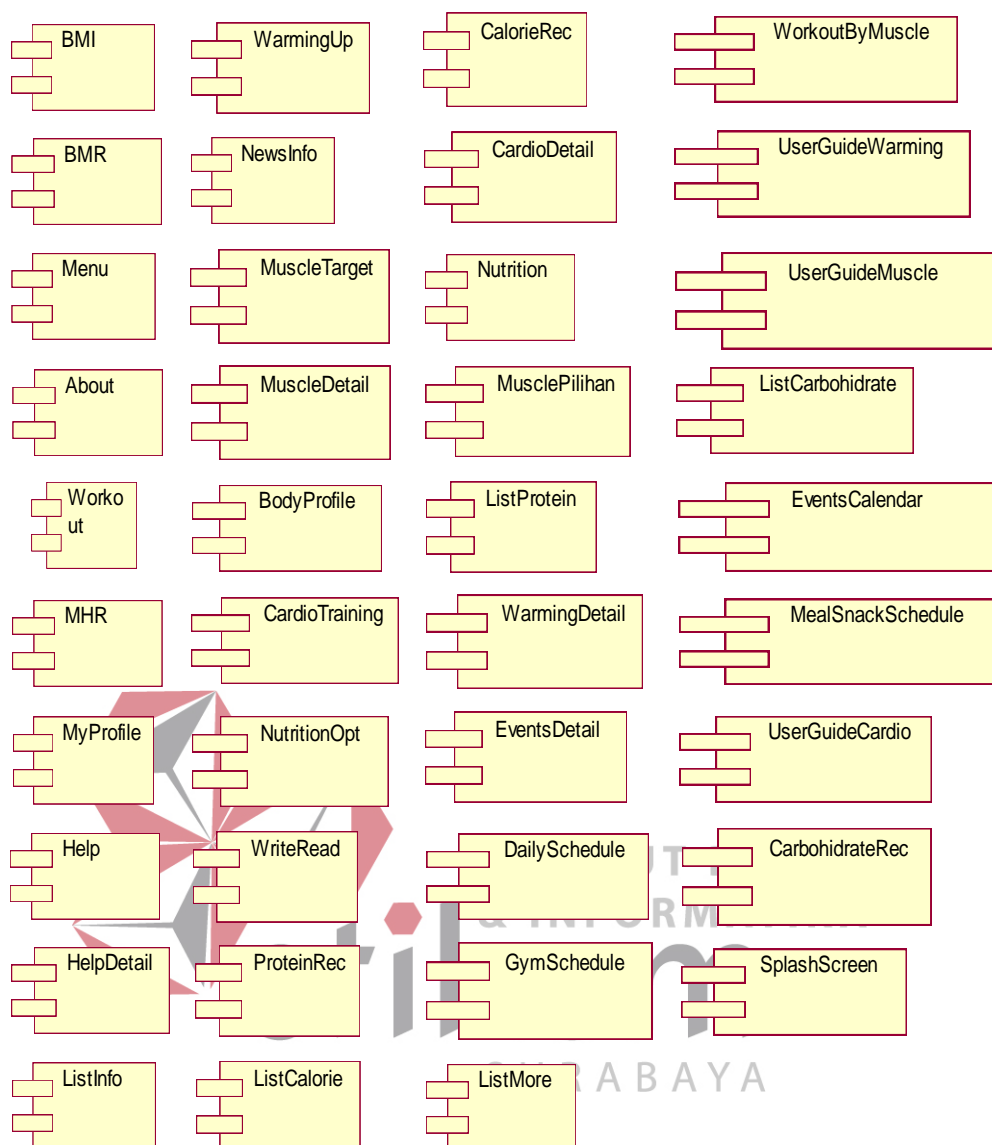 BMI
WarmingUp
CalorieRec
WorkoutByMuscle
BMR
NewsInfo
CardioDetail
UserGuideWarming
Menu
MuscleTarget
Nutrition
UserGuideMuscle
About
MuscleDetail
MusclePilihan
ListCarbohidrate
Worko
ut
BodyProfile
ListProtein
EventsCalendar
MHR
CardioTraining
WarmingDetail
MealSnackSchedule
MyProfile
NutritionOpt
EventsDetail
UserGuideCardio
Help
WriteRead
DailySchedule
CarbohidrateRec
HelpDetail
ProteinRec
GymSchedule
SplashScreen
ListInfo
ListCalorie
ListMore